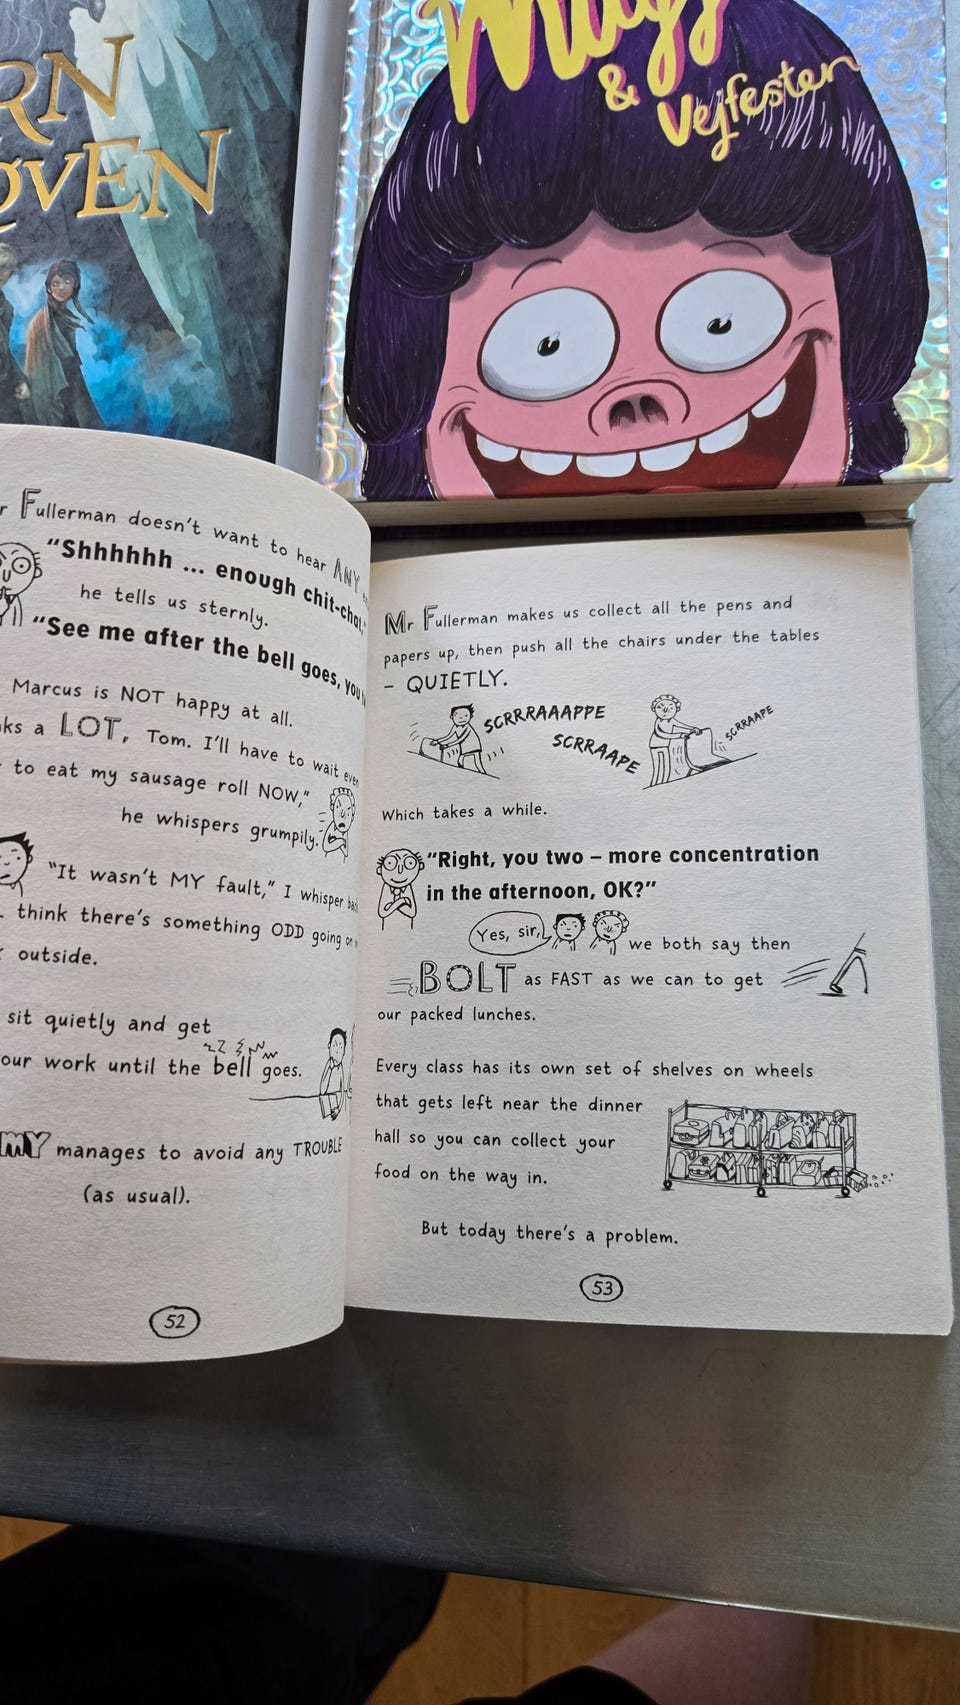 RN
ØVEN
&
Vejfesten
Fullerman doesn't want to hear ANY
"Shhhhhh ... enough chit-chat,"
he tells us sternly.
"See me after the bell goes, you
Marcus is NOT happy at all.
a LOT, Tom. I'll have to wait even
to eat my sausage roll NOW,"
he whispers grumpily.
"It wasn't MY fault," I whisper back
think there's something ODD going on
outside.
sit quietly and get
our work until the bell goes.
manages to avoid any TROUBLE
(as usual).
52
Mr Fullerman makes us collect all the pens and
papers up, then push all the chairs under the tables
– QUIETLY.
SCRRRAAAPPE
SCRRAAPE
SCRRAAPE
Which takes a while.
"Right, you two – more concentration
in the afternoon, OK?"
Yes, sir, we both say then
BOLT as FAST as we can to get
our packed lunches.
Every class has its own set of shelves on wheels
that gets left near the dinner
hall so you can collect your
food on the way in.
But today there's a problem.
53